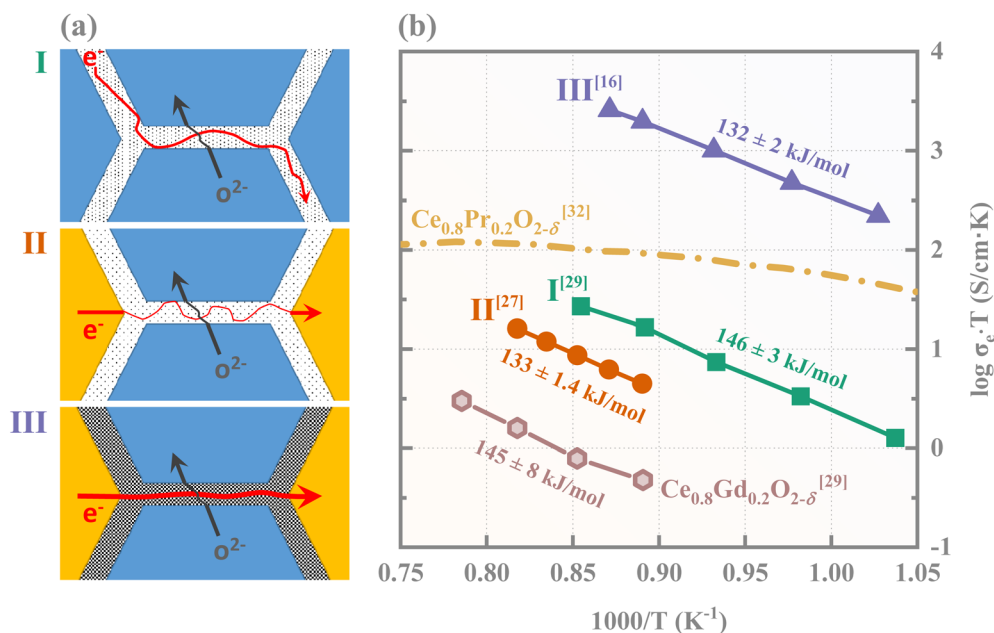 (a)
I
e⁻
O²⁻
II
e⁻
O²⁻
III
e⁻
O²⁻
(b)
III[16]
132 ± 2 kJ/mol
Ce0.8Pr0.2O2-δ[32]
I[29]
II[27]
146 ± 3 kJ/mol
133 ± 1.4 kJ/mol
145 ± 8 kJ/mol
Ce0.8Gd0.2O2-δ[29]
4
3
2
1
0
-1
log σe·T (S/cm·K)
0.75 0.80 0.85 0.90 0.95 1.00 1.05
1000/T (K⁻¹)